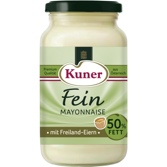 Kuner
Fein
MAYONNAISE
mit Freiland-Eiern
50%
FETT